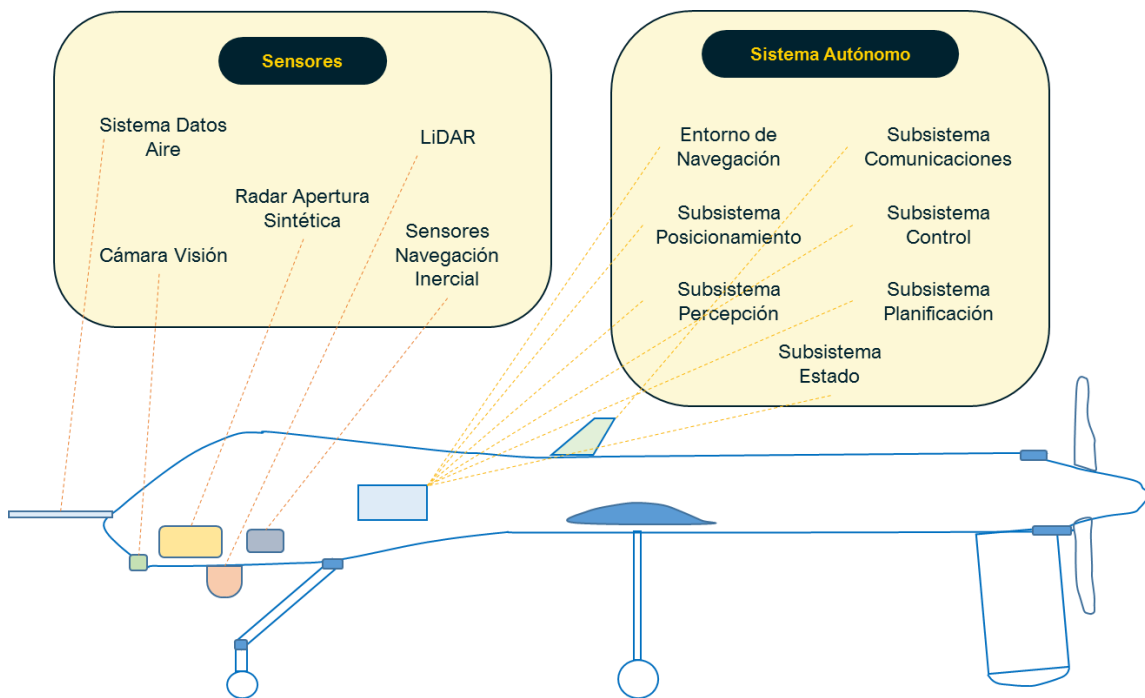 Sensores
Sistema Datos
Aire
LiDAR
Radar Apertura
Sintética
Sensores
Navegación
Inercial
Cámara Visión
Sistema Autónomo
Entorno de
Navegación
Subsistema
Comunicaciones
Subsistema
Posicionamiento
Subsistema
Control
Subsistema
Percepción
Subsistema
Planificación
Subsistema
Estado